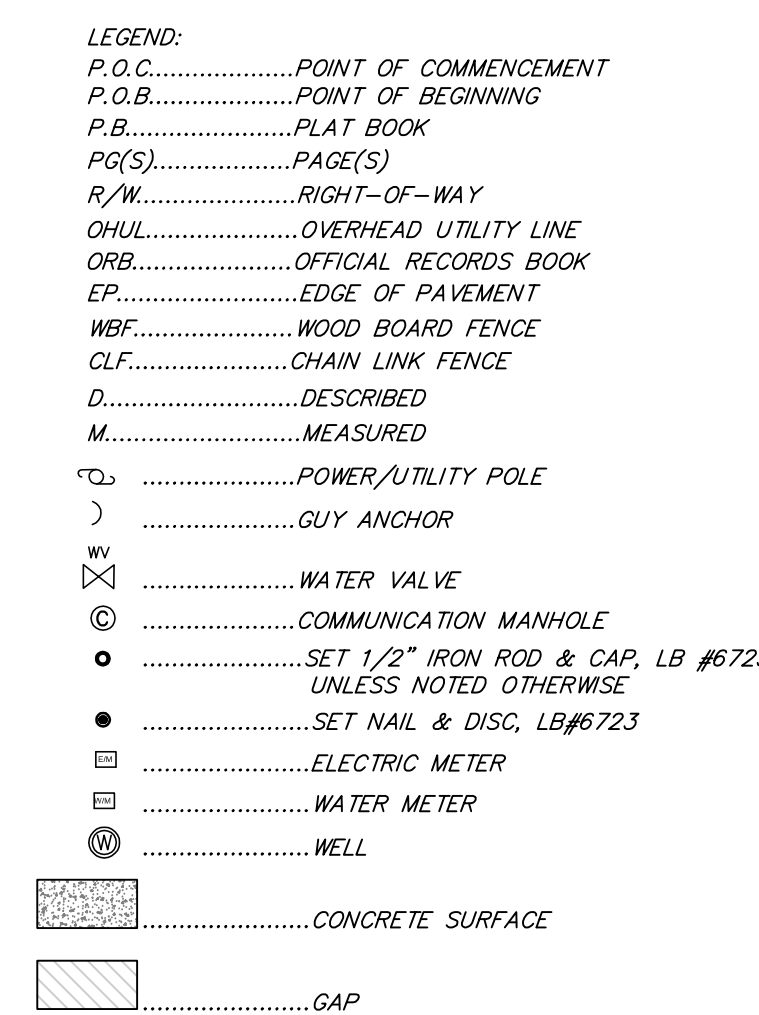 LEGEND:
P.O.C....................POINT OF COMMENCEMENT
P.O.B....................POINT OF BEGINNING
P.B.......................PLAT BOOK
PG(S)...................PAGE(S)
R/W......................RIGHT-OF-WAY
OHUL.....................OVERHEAD UTILITY LINE
ORB......................OFFICIAL RECORDS BOOK
EP.........................EDGE OF PAVEMENT
WBF......................WOOD BOARD FENCE
CLF......................CHAIN LINK FENCE
D...........................DESCRIBED
M...........................MEASURED
.....................POWER/UTILITY POLE
.....................GUY ANCHOR
WV
.....................WATER VALVE
C .....................COMMUNICATION MANHOLE
......................SET 1/2" IRON ROD & CAP, LB #6723
UNLESS NOTED OTHERWISE
.......................SET NAIL & DISC, LB#6723
E/M .......................ELECTRIC METER
W/M .......................WATER METER
W .......................WELL
.......................CONCRETE SURFACE
.......................GAP